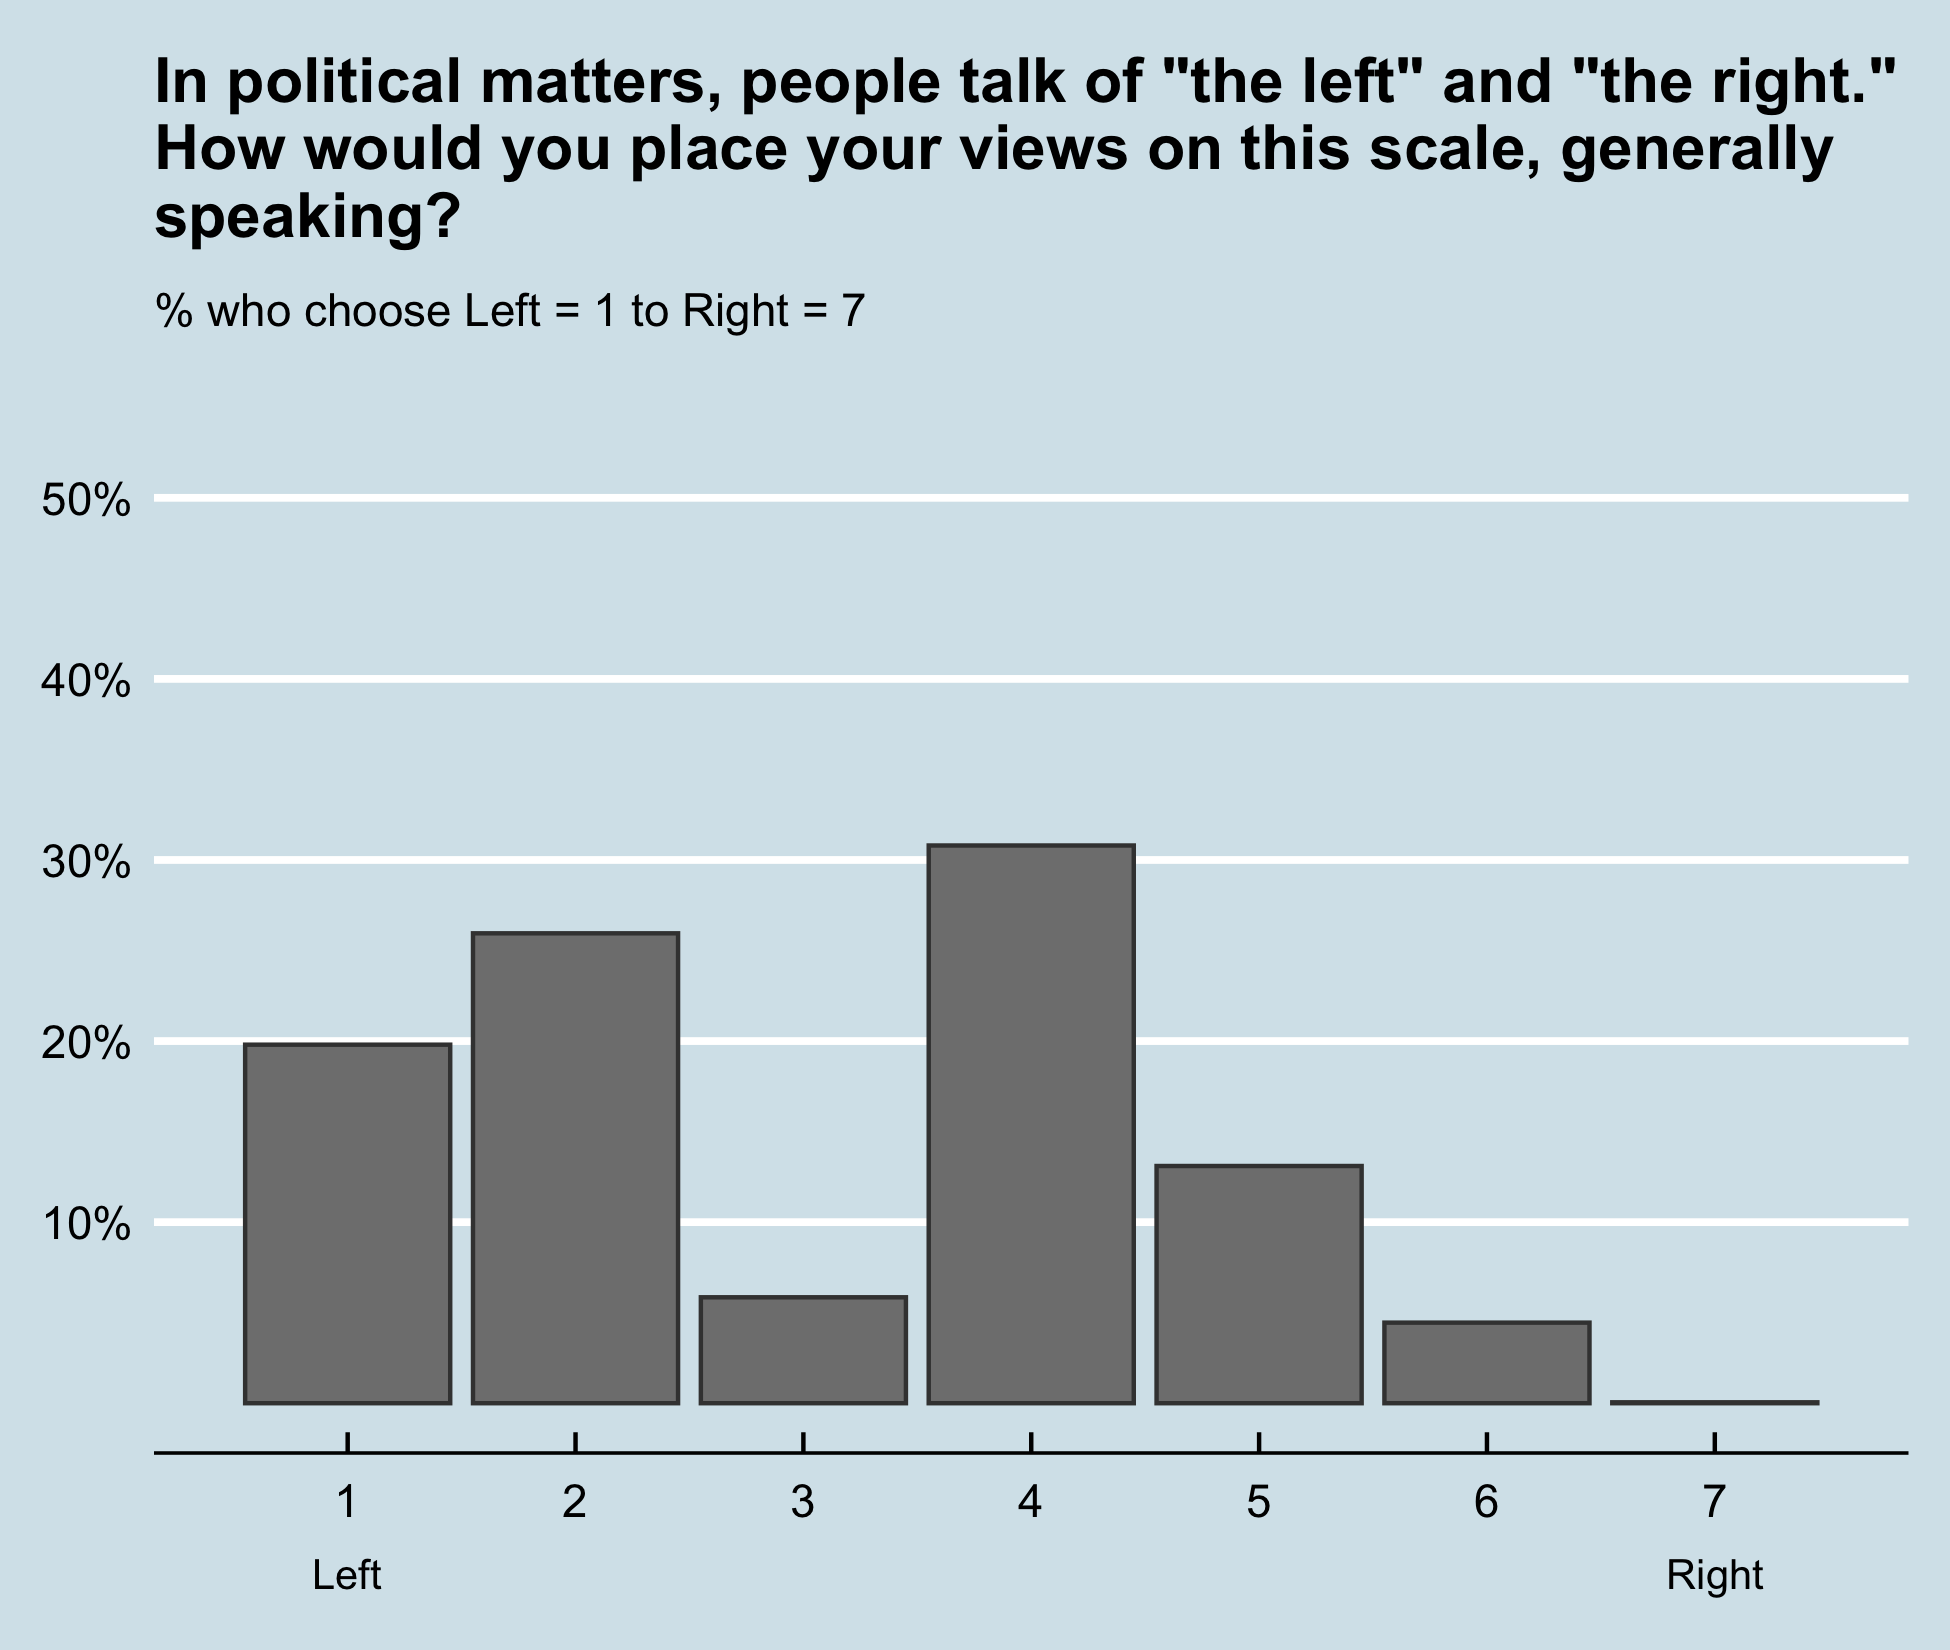 In political matters, people talk of "the left" and "the right."
How would you place your views on this scale, generally
speaking?
% who choose Left = 1 to Right = 7
50%
40%
30%
20%
10%
1 2 3 4 5 6 7
Left Right